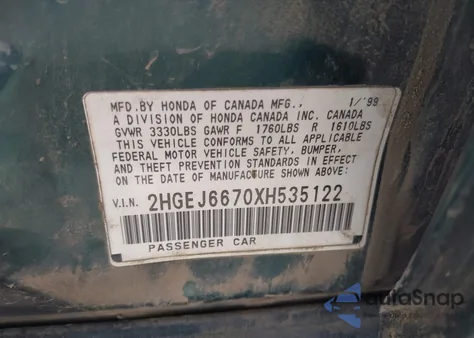 MFD.BY HONDA OF CANADA MFG., 1/'99
A DIVISION OF HONDA CANADA INC. CANADA
GVWR 3330LBS GAWR F 1760LBS R 1610LBS
THIS VEHICLE CONFORMS TO ALL APPLICABLE
FEDERAL MOTOR VEHICLE SAFETY, BUMPER,
AND THEFT PREVENTION STANDARDS IN EFFECT
ON THE DATE OF MANUFACTURE SHOWN ABOVE:
V.I.N. 2HGEJ6670XH535122
PASSENGER CAR
AutoSnap